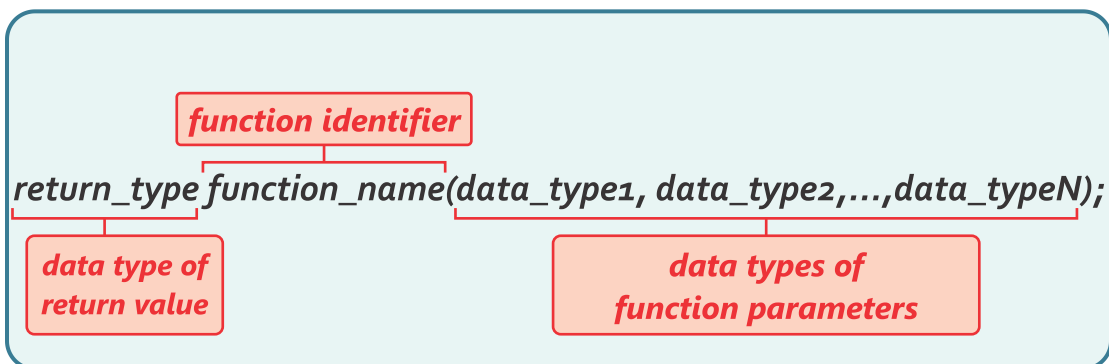 function identifier
return_type function_name(data_type1, data_type2,...,data_typeN);
data type of
return value
data types of
function parameters